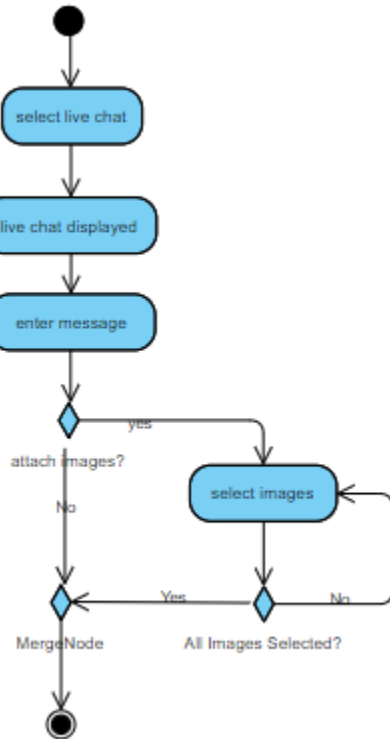 select live chat
live chat displayed
enter message
yes
attach images?
select images
No
Yes
No
MergeNode
All Images Selected?